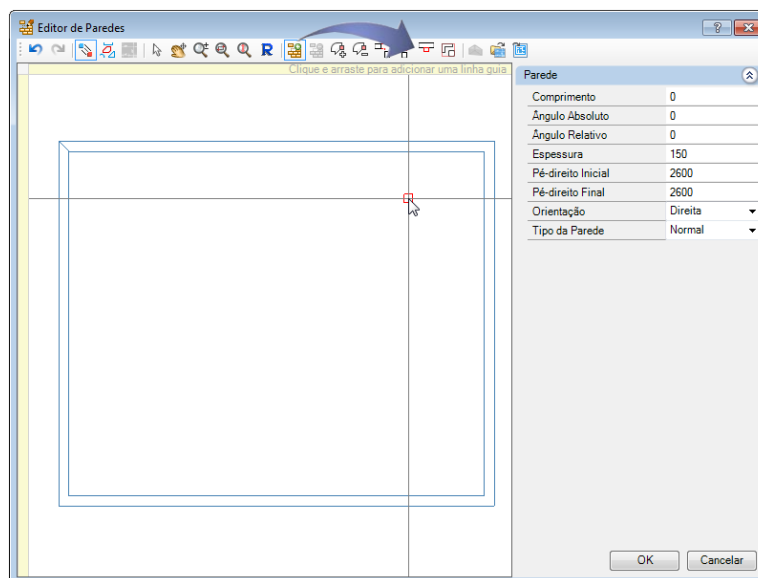 Editor de Paredes
R
Clique e arraste para adicionar uma linha guia
Parede
Comprimento 0
Ângulo Absoluto 0
Ângulo Relativo 0
Espessura 150
Pé-direito Inicial 2600
Pé-direito Final 2600
Orientação Direita
Tipo da Parede Normal
OK Cancelar